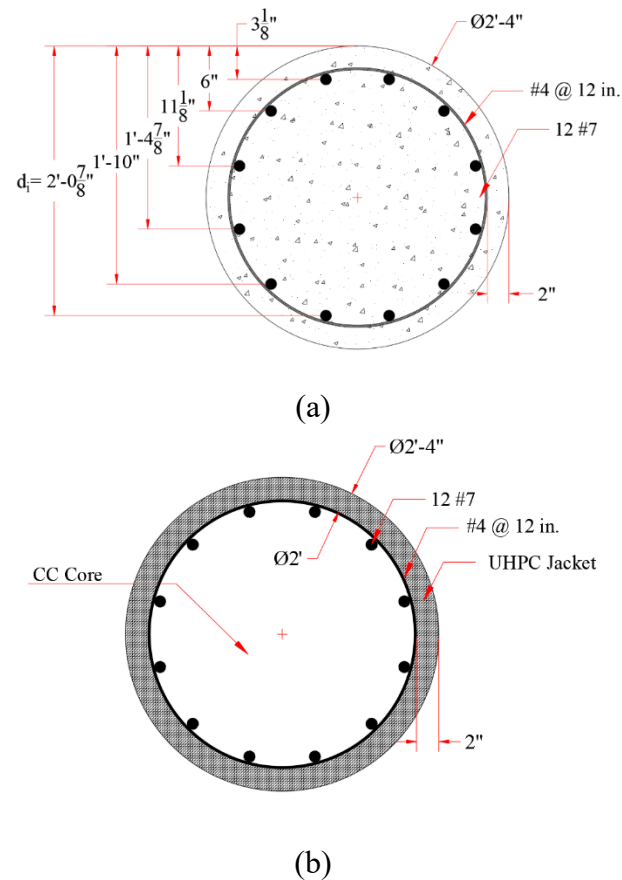 3 1/8"
Ø2'-4"
6"
#4 @ 12 in.
11 1/8"
12 #7
1'-4 7/8"
1'-10"
dᵢ= 2'-0 7/8"
2"
(a)
Ø2'-4"
12 #7
#4 @ 12 in.
Ø2'
UHPC Jacket
CC Core
2"
(b)